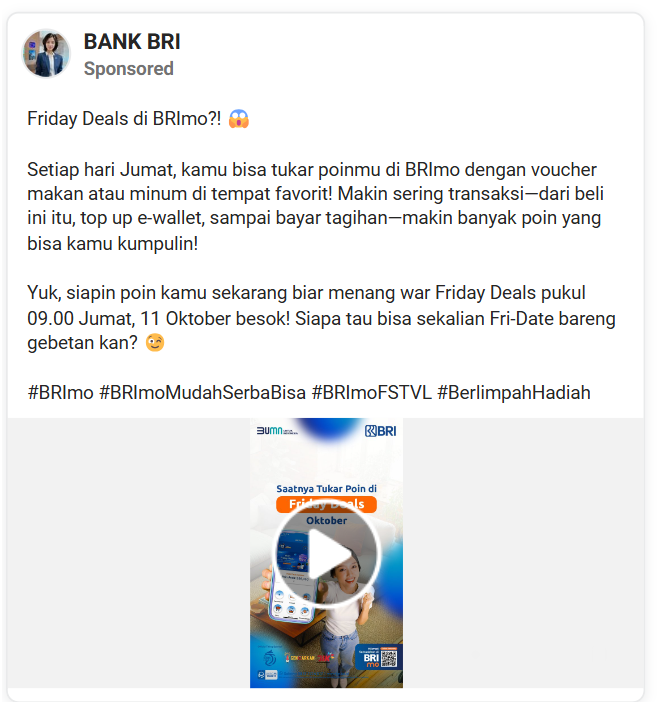 BANK BRI
Sponsored
Friday Deals di BRImo?! 😱
Setiap hari Jumat, kamu bisa tukar poinmu di BRImo dengan voucher
makan atau minum di tempat favorit! Makin sering transaksi—dari beli
ini itu, top up e-wallet, sampai bayar tagihan—makin banyak poin yang
bisa kamu kumpulin!
Yuk, siapin poin kamu sekarang biar menang war Friday Deals pukul
09.00 Jumat, 11 Oktober besok! Siapa tau bisa sekalian Fri-Date bareng
gebetan kan? 😉
#BRImo #BRImoMudahSerbaBisa #BRImoFSTVL #BerlimpahHadiah
BUMN
BRI
Saatnya Tukar Poin di
Friday Deals
Oktober
BRI
mo